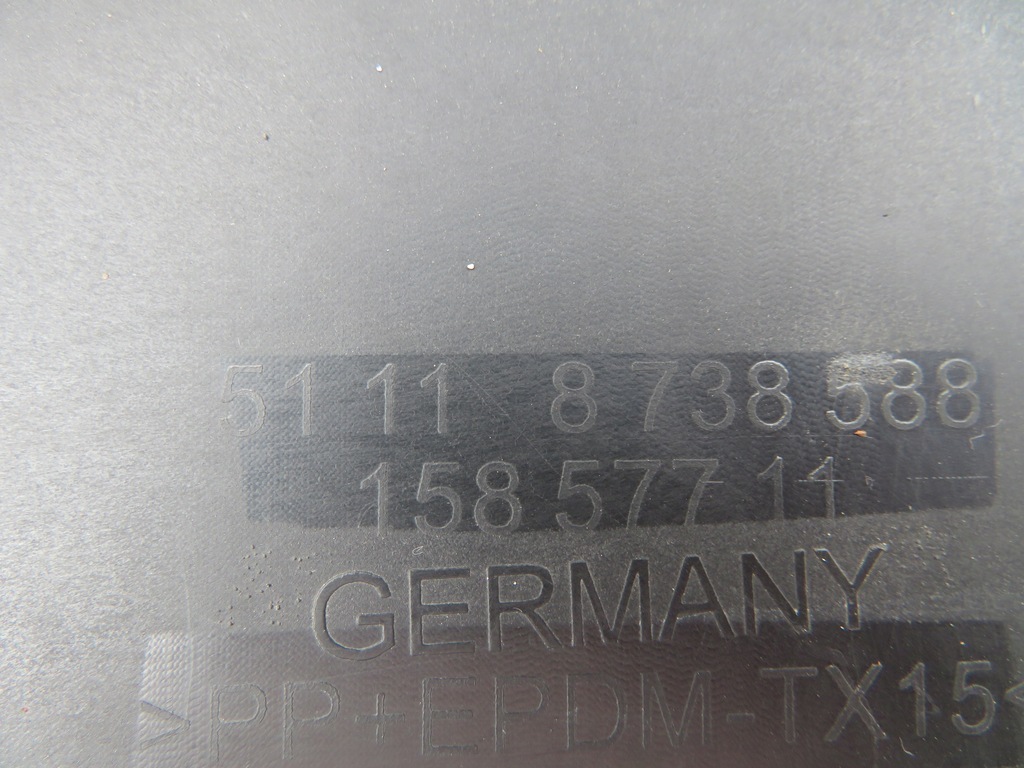 51 11 8 738 588
158 577 11
GERMANY
>PP+EPDM-TX15<